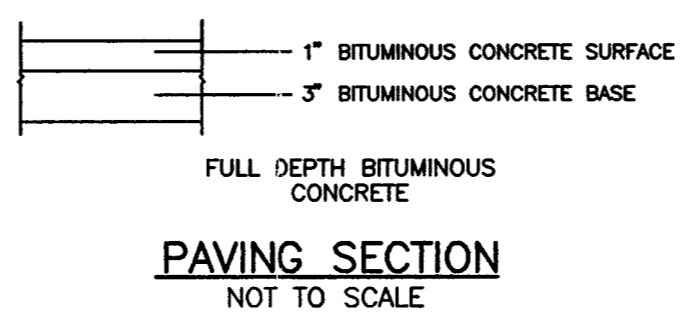 1" BITUMINOUS CONCRETE SURFACE
3" BITUMINOUS CONCRETE BASE
FULL DEPTH BITUMINOUS
CONCRETE
PAVING SECTION
NOT TO SCALE